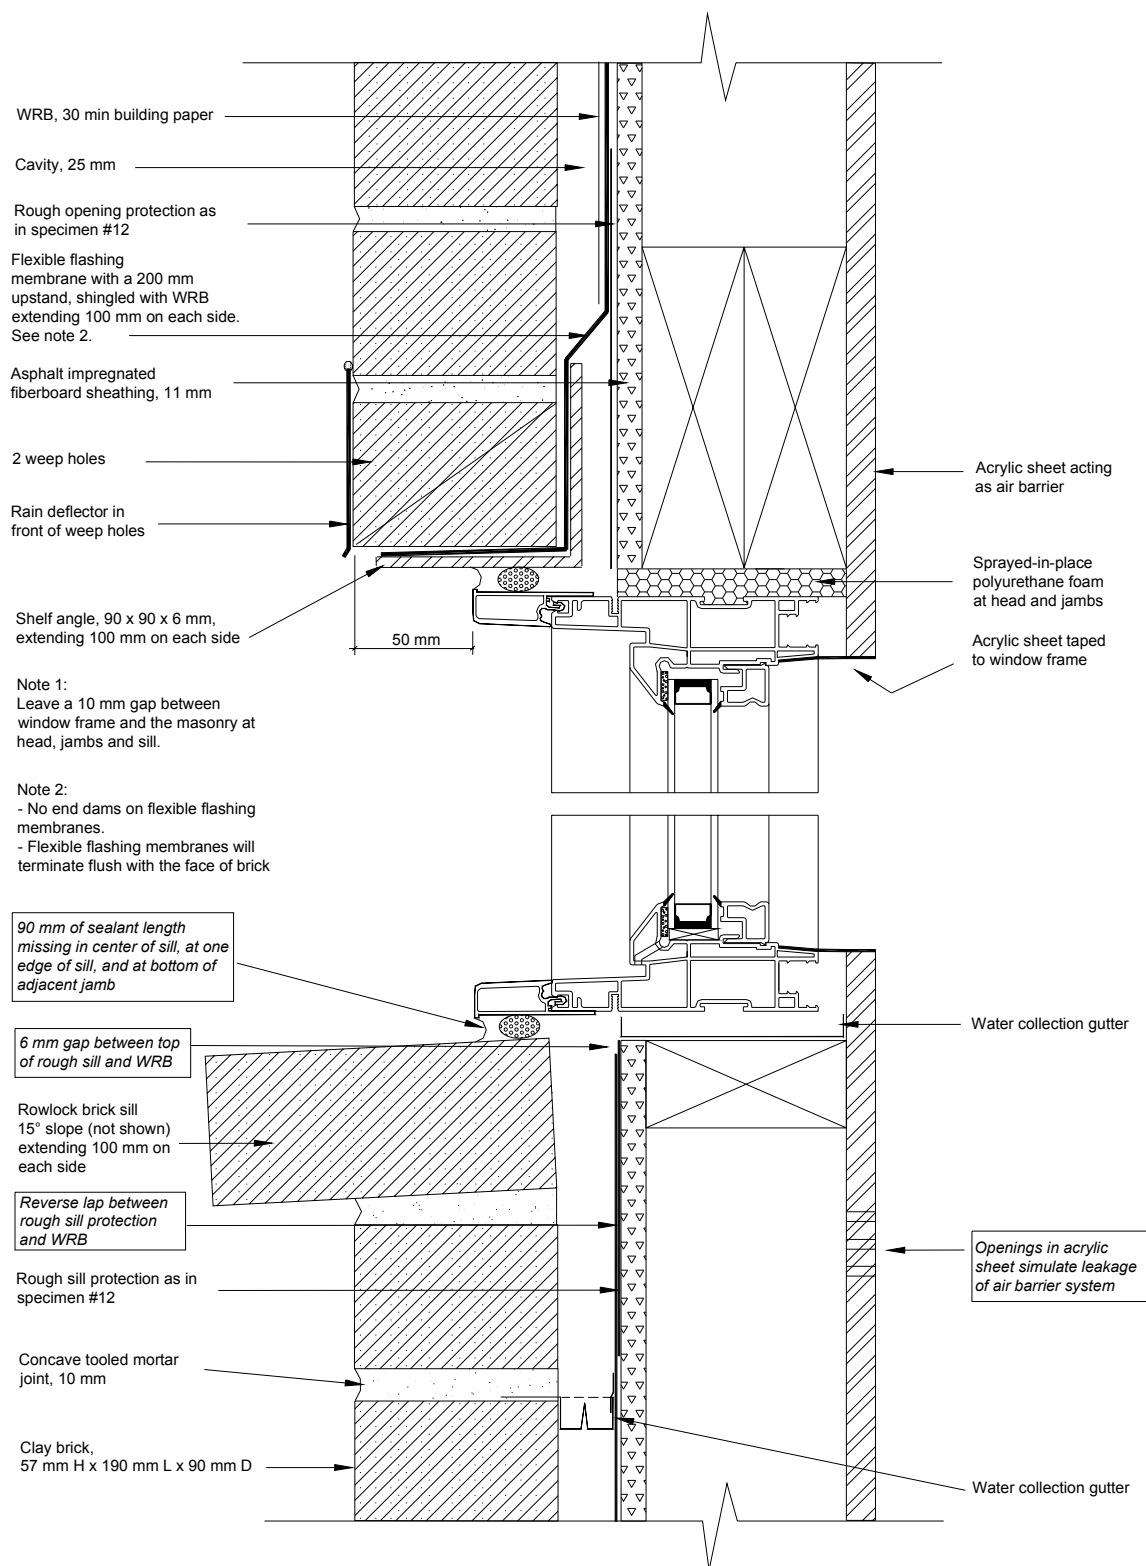 WRB, 30 min building paper
Cavity, 25 mm
Rough opening protection as
in specimen #12
Flexible flashing
membrane with a 200 mm
upstand, shingled with WRB
extending 100 mm on each side.
See note 2.
Asphalt impregnated
fiberboard sheathing, 11 mm
2 weep holes
Rain deflector in
front of weep holes
Shelf angle, 90 x 90 x 6 mm,
extending 100 mm on each side
50 mm
Note 1:
Leave a 10 mm gap between
window frame and the masonry at
head, jambs and sill.
Note 2:
- No end dams on flexible flashing
membranes.
- Flexible flashing membranes will
terminate flush with the face of brick
90 mm of sealant length
missing in center of sill, at one
edge of sill, and at bottom of
adjacent jamb
6 mm gap between top
of rough sill and WRB
Rowlock brick sill
15° slope (not shown)
extending 100 mm on
each side
Reverse lap between
rough sill protection
and WRB
Rough sill protection as in
specimen #12
Concave tooled mortar
joint, 10 mm
Clay brick,
57 mm H x 190 mm L x 90 mm D
Acrylic sheet acting
as air barrier
Sprayed-in-place
polyurethane foam
at head and jambs
Acrylic sheet taped
to window frame
Water collection gutter
Openings in acrylic
sheet simulate leakage
of air barrier system
Water collection gutter